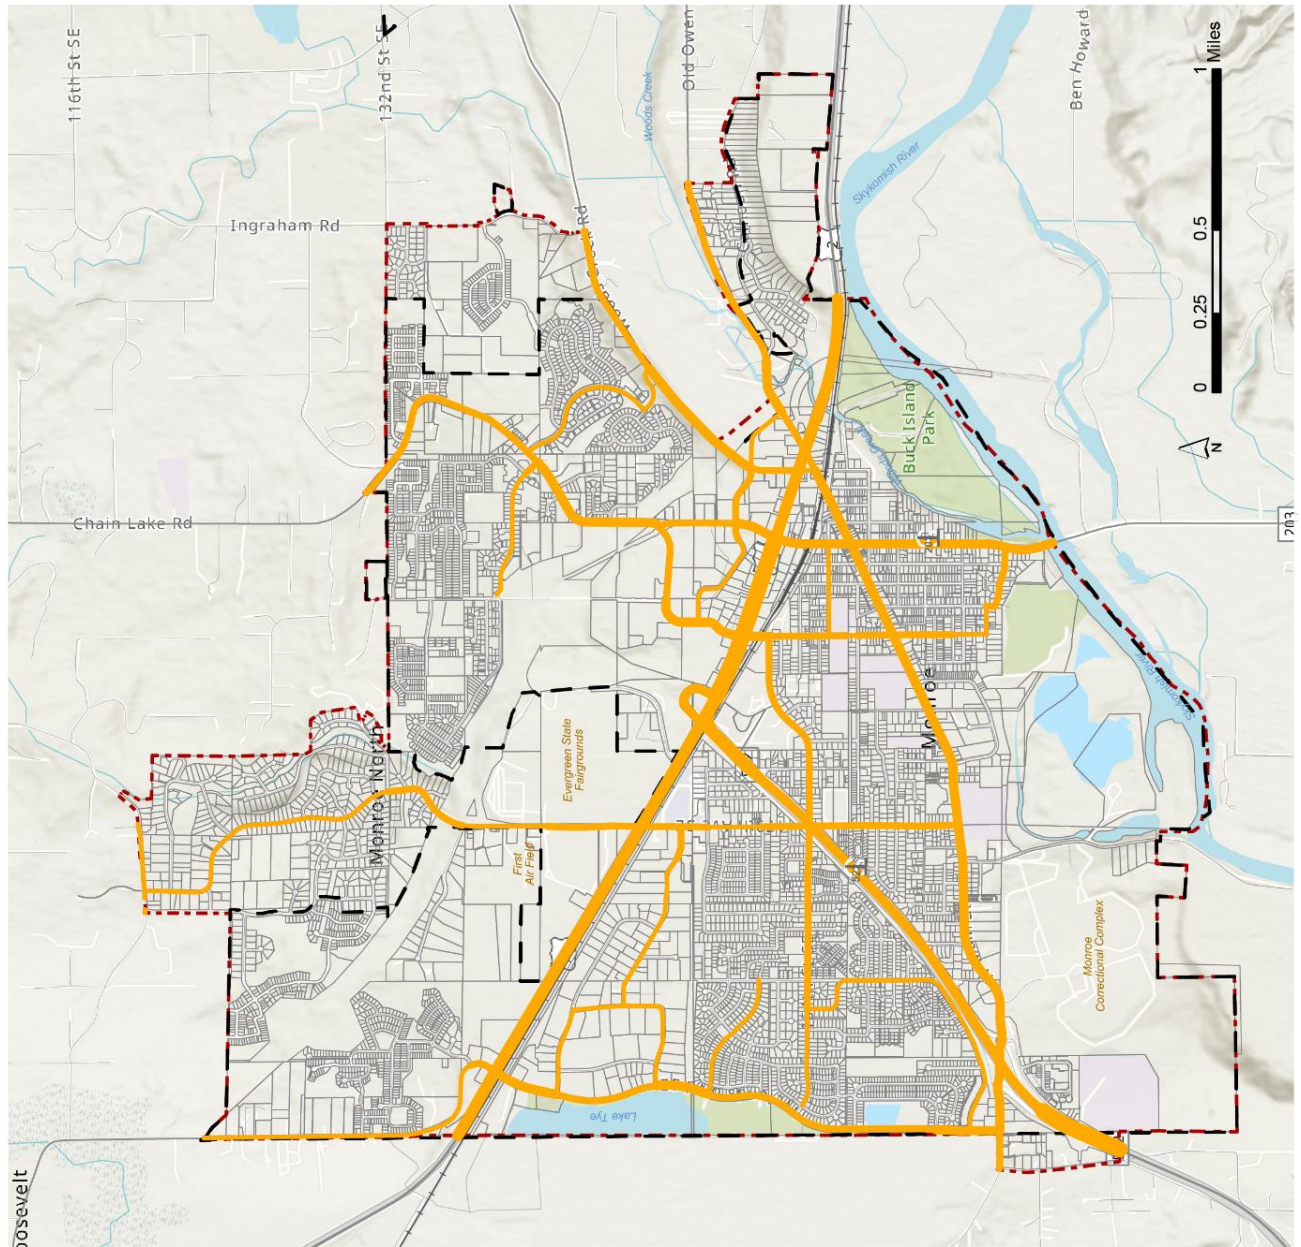 116th St SE
132nd St SE
Old Owen
Ben Howard
1
Miles
0.5
0.25
0
N
Woods Creek
Skykomish River
Ingraham Rd
Chain Lake Rd
Buck Island
Park
203
Monroe North
Evergreen State
Fairgrounds
First
Air Field
Monroe
Skykomish River
Monroe
Correctional Complex
Lake Tye
oosevelt